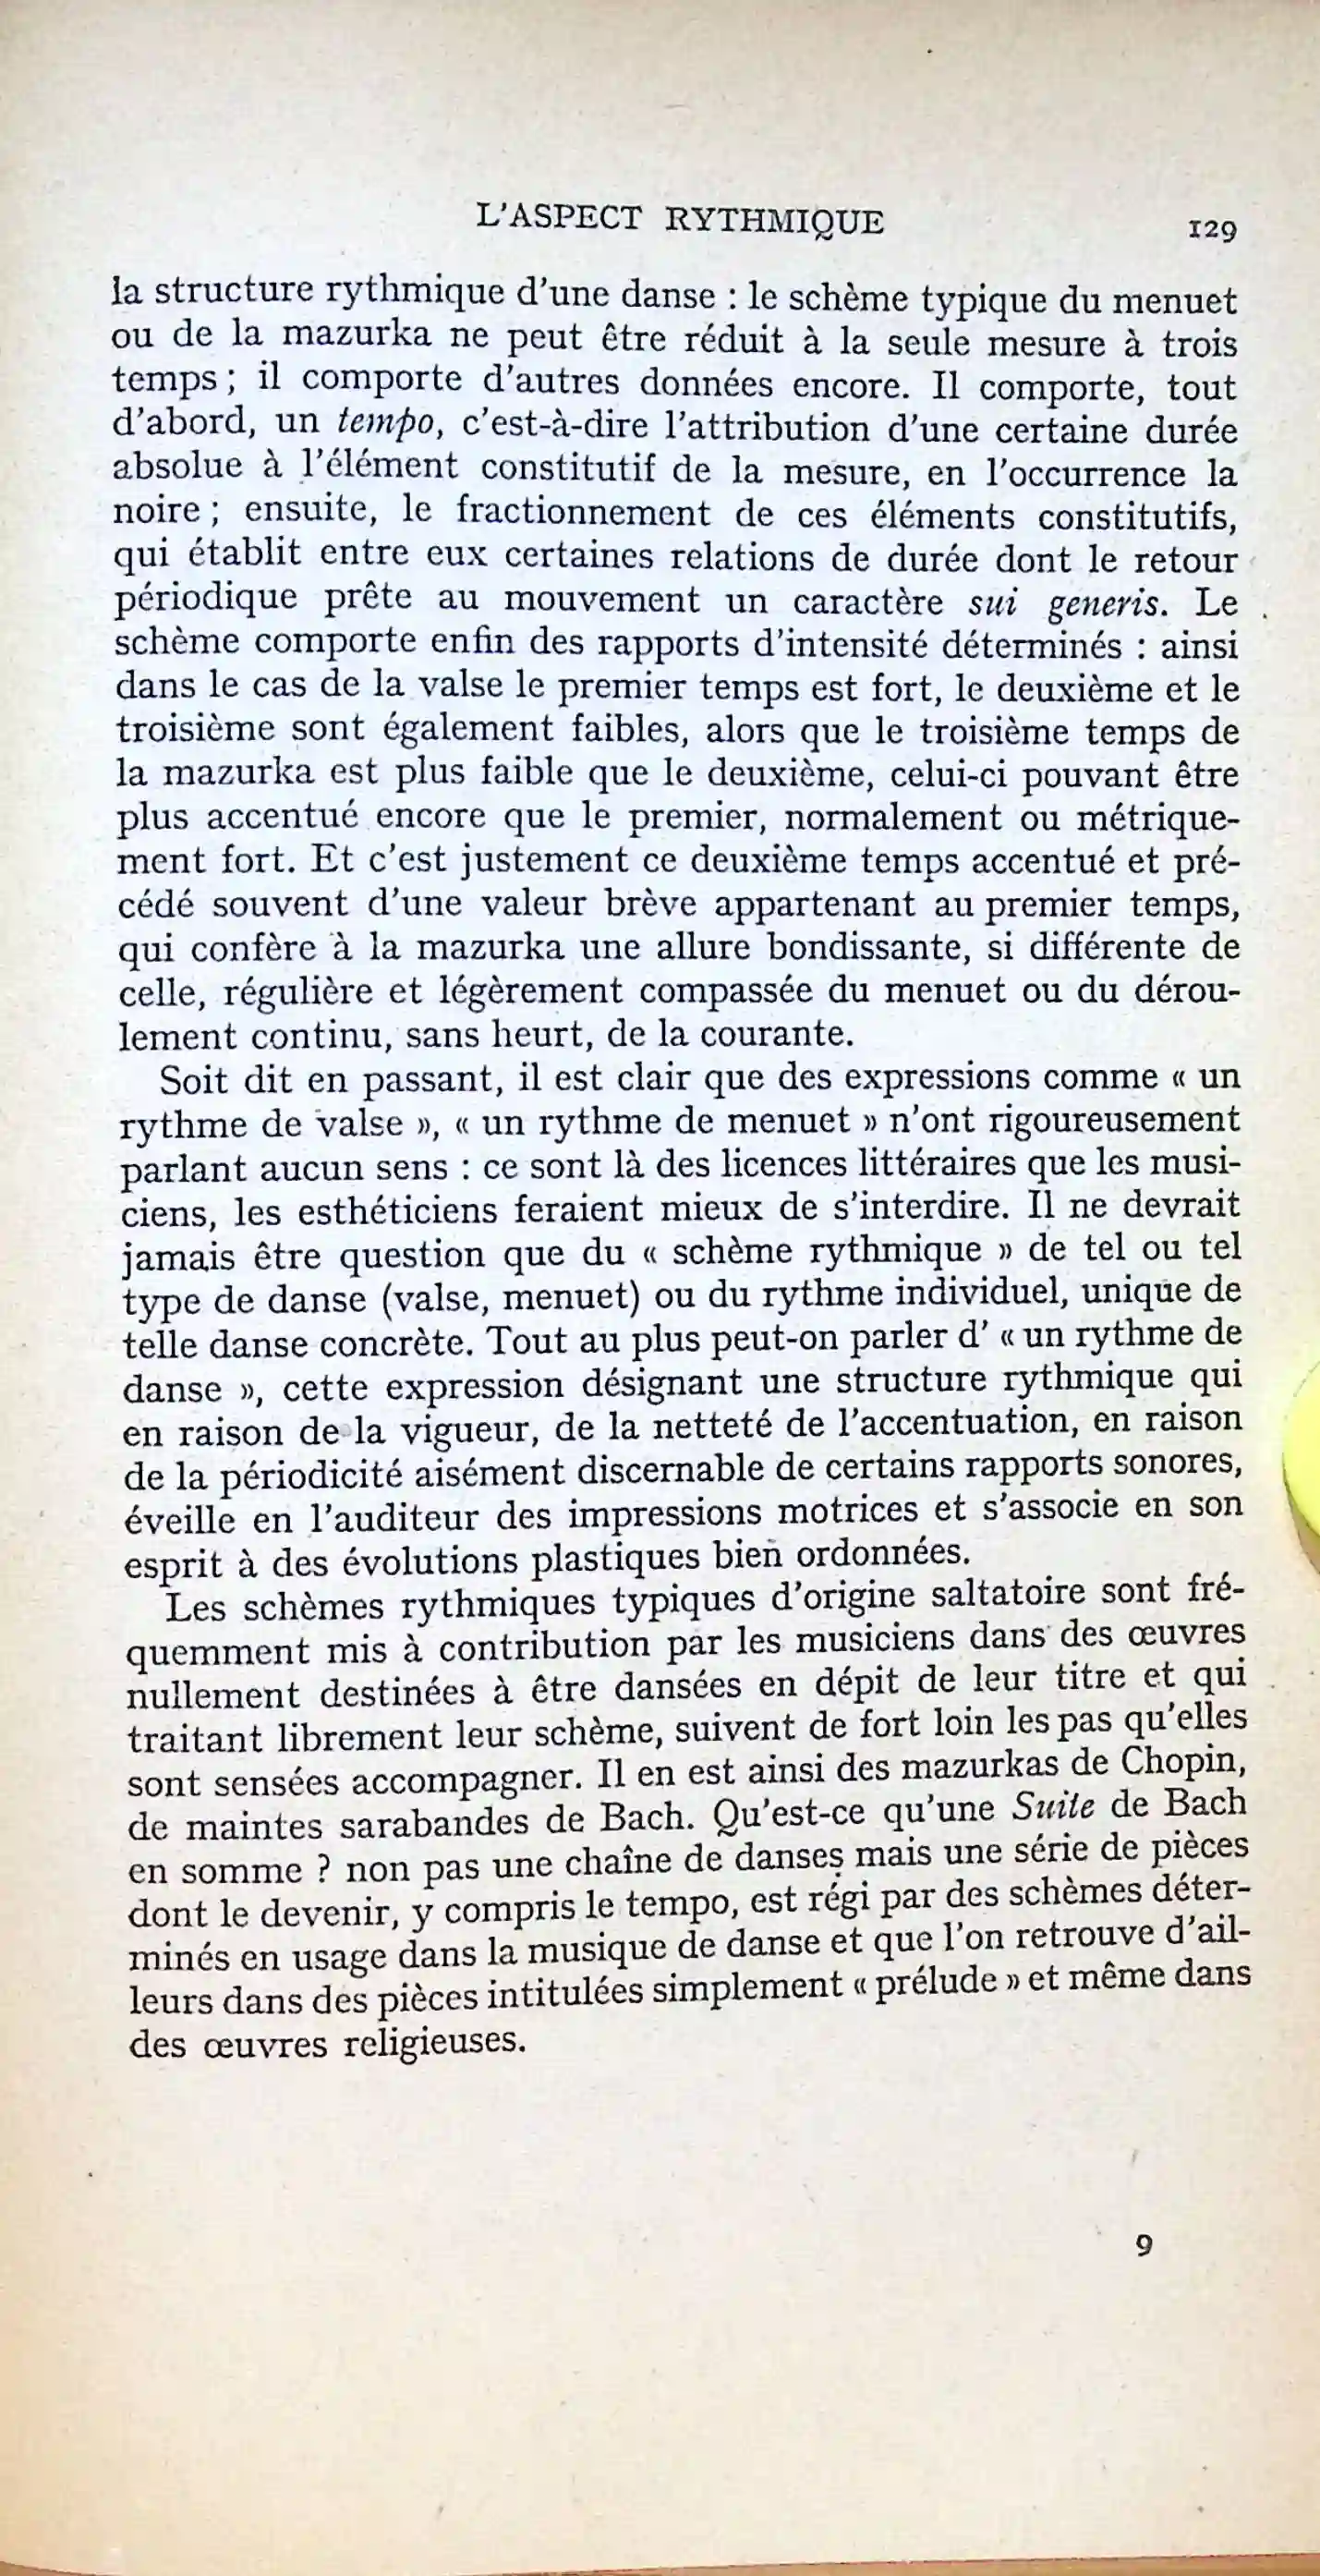 L'ASPECT RYTHMIQUE 129
la structure rythmique d'une danse : le schème typique du menuet
ou de la mazurka ne peut être réduit à la seule mesure à trois
temps ; il comporte d'autres données encore. Il comporte, tout
d'abord, un tempo, c'est-à-dire l'attribution d'une certaine durée
absolue à l'élément constitutif de la mesure, en l'occurrence la
noire ; ensuite, le fractionnement de ces éléments constitutifs,
qui établit entre eux certaines relations de durée dont le retour
périodique prête au mouvement un caractère sui generis. Le
schème comporte enfin des rapports d'intensité déterminés : ainsi
dans le cas de la valse le premier temps est fort, le deuxième et le
troisième sont également faibles, alors que le troisième temps de
la mazurka est plus faible que le deuxième, celui-ci pouvant être
plus accentué encore que le premier, normalement ou métrique-
ment fort. Et c'est justement ce deuxième temps accentué et pré-
cédé souvent d'une valeur brève appartenant au premier temps,
qui confère à la mazurka une allure bondissante, si différente de
celle, régulière et légèrement compassée du menuet ou du dérou-
lement continu, sans heurt, de la courante.
Soit dit en passant, il est clair que des expressions comme « un
rythme de valse », « un rythme de menuet » n'ont rigoureusement
parlant aucun sens : ce sont là des licences littéraires que les musi-
ciens, les esthéticiens feraient mieux de s'interdire. Il ne devrait
jamais être question que du « schème rythmique » de tel ou tel
type de danse (valse, menuet) ou du rythme individuel, unique de
telle danse concrète. Tout au plus peut-on parler d' « un rythme de
danse », cette expression désignant une structure rythmique qui
en raison de la vigueur, de la netteté de l'accentuation, en raison
de la périodicité aisément discernable de certains rapports sonores,
éveille en l'auditeur des impressions motrices et s'associe en son
esprit à des évolutions plastiques bien ordonnées.
Les schèmes rythmiques typiques d'origine saltatoire sont fré-
quemment mis à contribution par les musiciens dans des œuvres
nullement destinées à être dansées en dépit de leur titre et qui
traitant librement leur schème, suivent de fort loin les pas qu'elles
sont sensées accompagner. Il en est ainsi des mazurkas de Chopin,
de maintes sarabandes de Bach. Qu'est-ce qu'une Suite de Bach
en somme ? non pas une chaîne de danses mais une série de pièces
dont le devenir, y compris le tempo, est régi par des schèmes déter-
minés en usage dans la musique de danse et que l'on retrouve d'ail-
leurs dans des pièces intitulées simplement « prélude » et même dans
des œuvres religieuses.
9